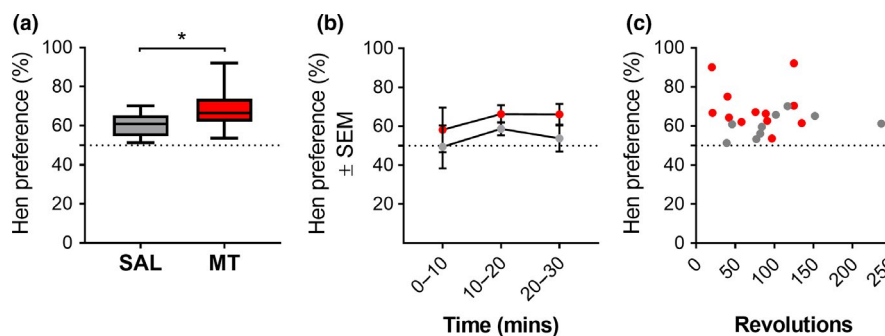 (a)
Hen preference (%)
100
80
60
40
20
0
*
SAL MT
(b)
Hen preference (%)
± SEM
100
80
60
40
20
0–10
10–20
20–30
Time (mins)
(c)
Hen preference (%)
100
80
60
40
20
0
0
50
100
150
200
250
Revolutions